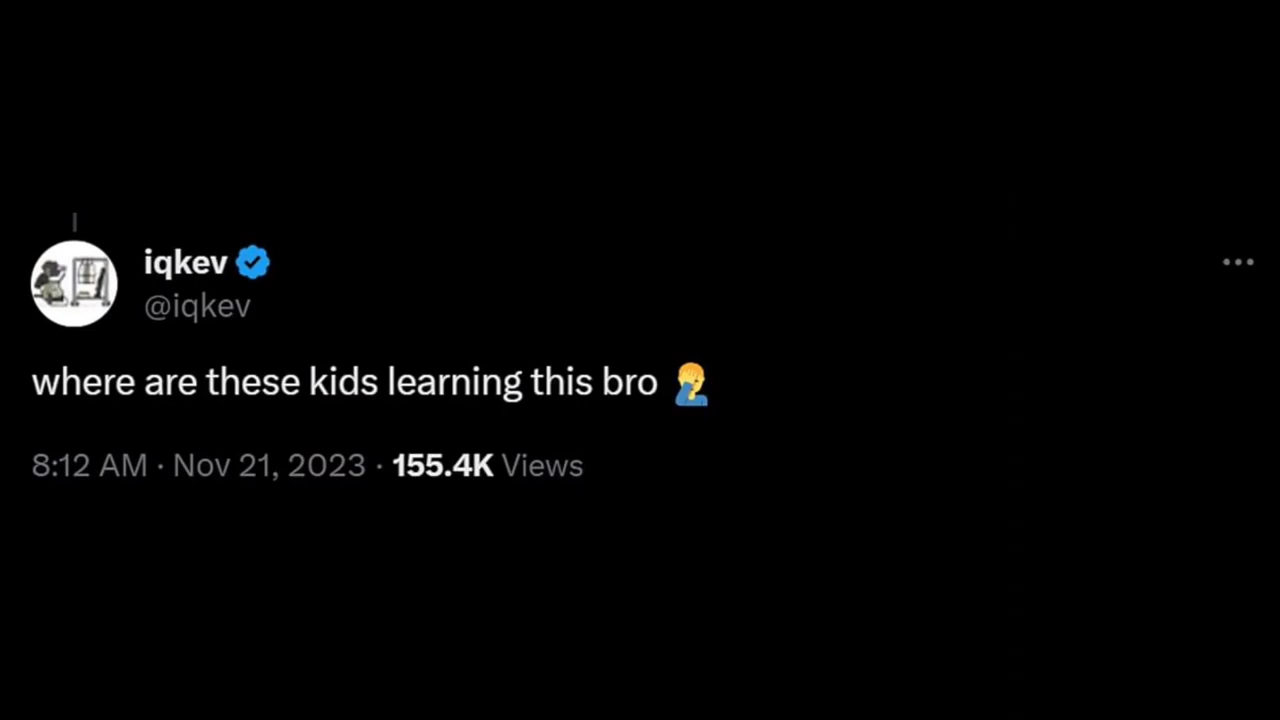 iqkev
@iqkev
where are these kids learning this bro 🤦‍♂️
8:12 AM · Nov 21, 2023 · 155.4K Views